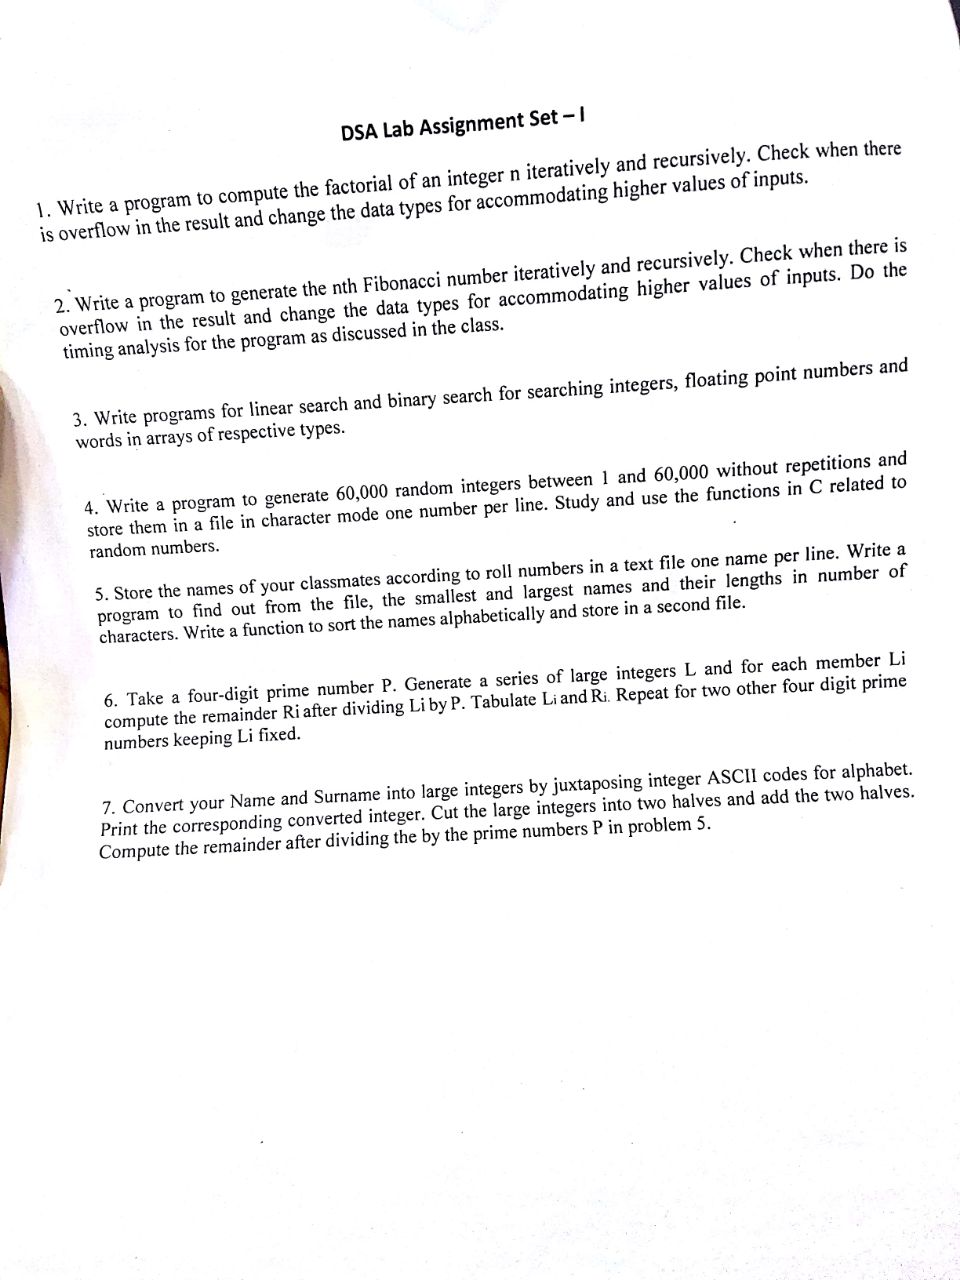 DSA Lab Assignment Set – I
1. Write a program to compute the factorial of an integer n iteratively and recursively. Check when there
is overflow in the result and change the data types for accommodating higher values of inputs.
2. Write a program to generate the nth Fibonacci number iteratively and recursively. Check when there is
overflow in the result and change the data types for accommodating higher values of inputs. Do the
timing analysis for the program as discussed in the class.
3. Write programs for linear search and binary search for searching integers, floating point numbers and
words in arrays of respective types.
4. Write a program to generate 60,000 random integers between 1 and 60,000 without repetitions and
store them in a file in character mode one number per line. Study and use the functions in C related to
random numbers.
5. Store the names of your classmates according to roll numbers in a text file one name per line. Write a
program to find out from the file, the smallest and largest names and their lengths in number of
characters. Write a function to sort the names alphabetically and store in a second file.
6. Take a four-digit prime number P. Generate a series of large integers L and for each member Li
compute the remainder Ri after dividing Li by P. Tabulate Li and Ri. Repeat for two other four digit prime
numbers keeping Li fixed.
7. Convert your Name and Surname into large integers by juxtaposing integer ASCII codes for alphabet.
Print the corresponding converted integer. Cut the large integers into two halves and add the two halves.
Compute the remainder after dividing the by the prime numbers P in problem 5.